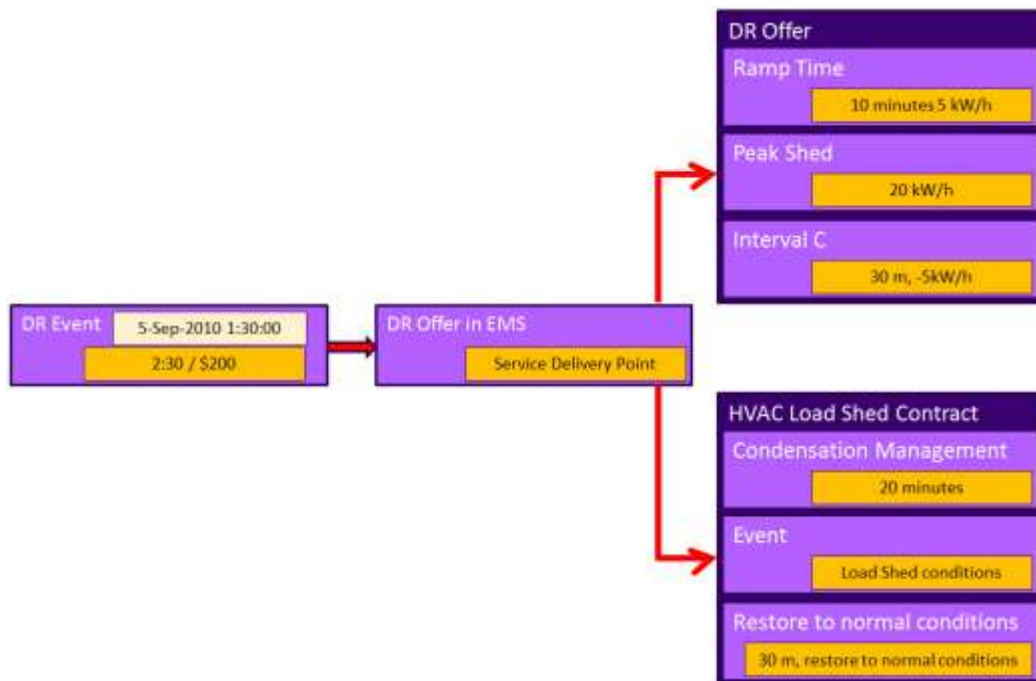 DR Offer
Ramp Time
10 minutes 5 kW/h
Peak Shed
20 kW/h
Interval C
30 m, -5kW/h
DR Event
5-Sep-2010 1:30:00
2:30 / $200
DR Offer in EMS
Service Delivery Point
HVAC Load Shed Contract
Condensation Management
20 minutes
Event
Load Shed conditions
Restore to normal conditions
30 m, restore to normal conditions